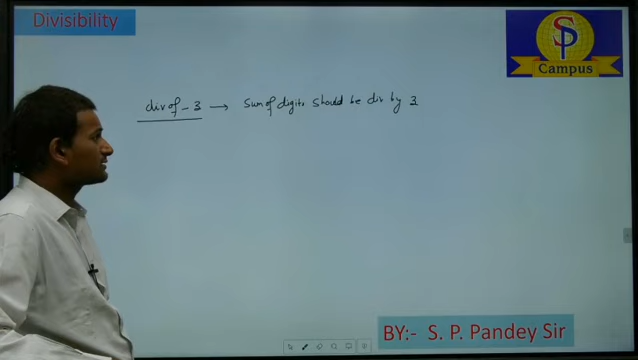 Divisibility
SP
Campus
div of - 3 → Sum of digits should be div by 3
BY:- S. P. Pandey Sir